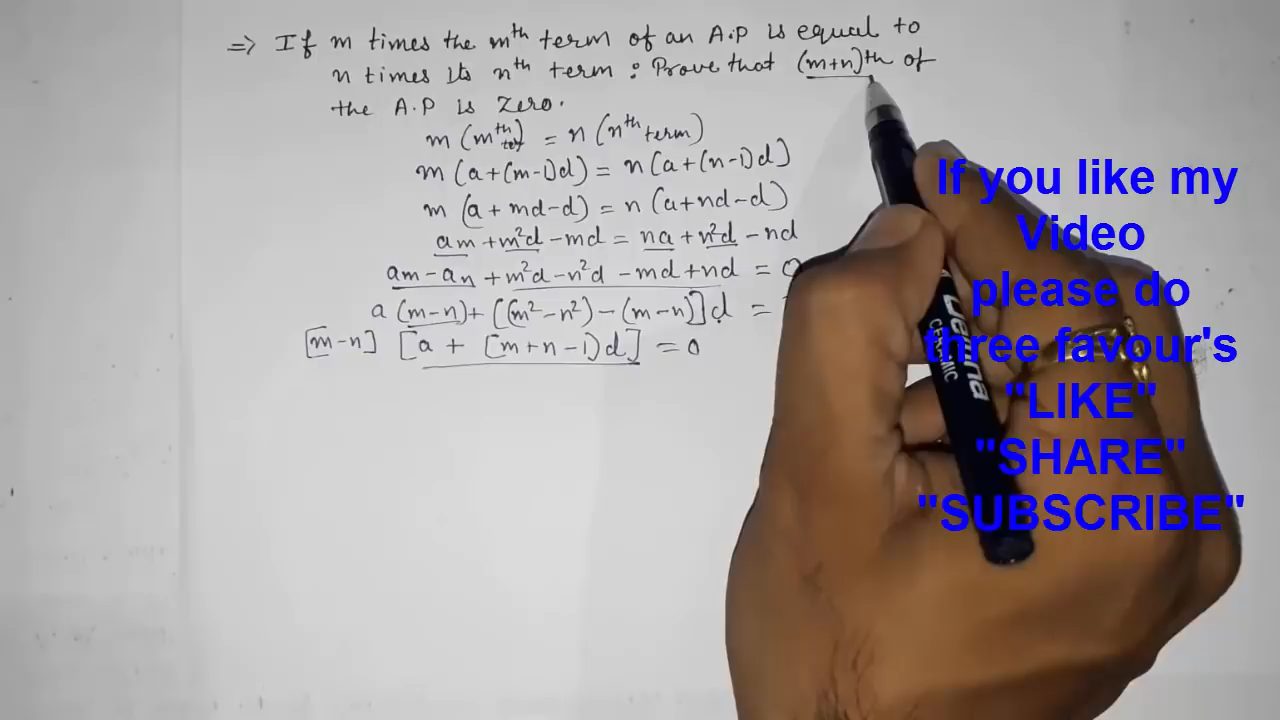 => If m times the mth term of an A.P is equal to
n times its nth term : Prove that (m+n)th of
the A.P is zero.
m (mth ter) = n (nth term)
m (a+(m-1)d) = n (a+(n-1)d]
m (a+md-d) = n (a+nd-d)
am + m²d - md = na + n²d - nd
am - an + m²d - n²d - md + nd = 0
a (m-n)+ [(m²-n²) - (m-n)] d =
[m-n] [a + [m+n-1)d] = 0
If you like my
Video
please do
three favour's
"LIKE"
"SHARE"
"SUBSCRIBE"